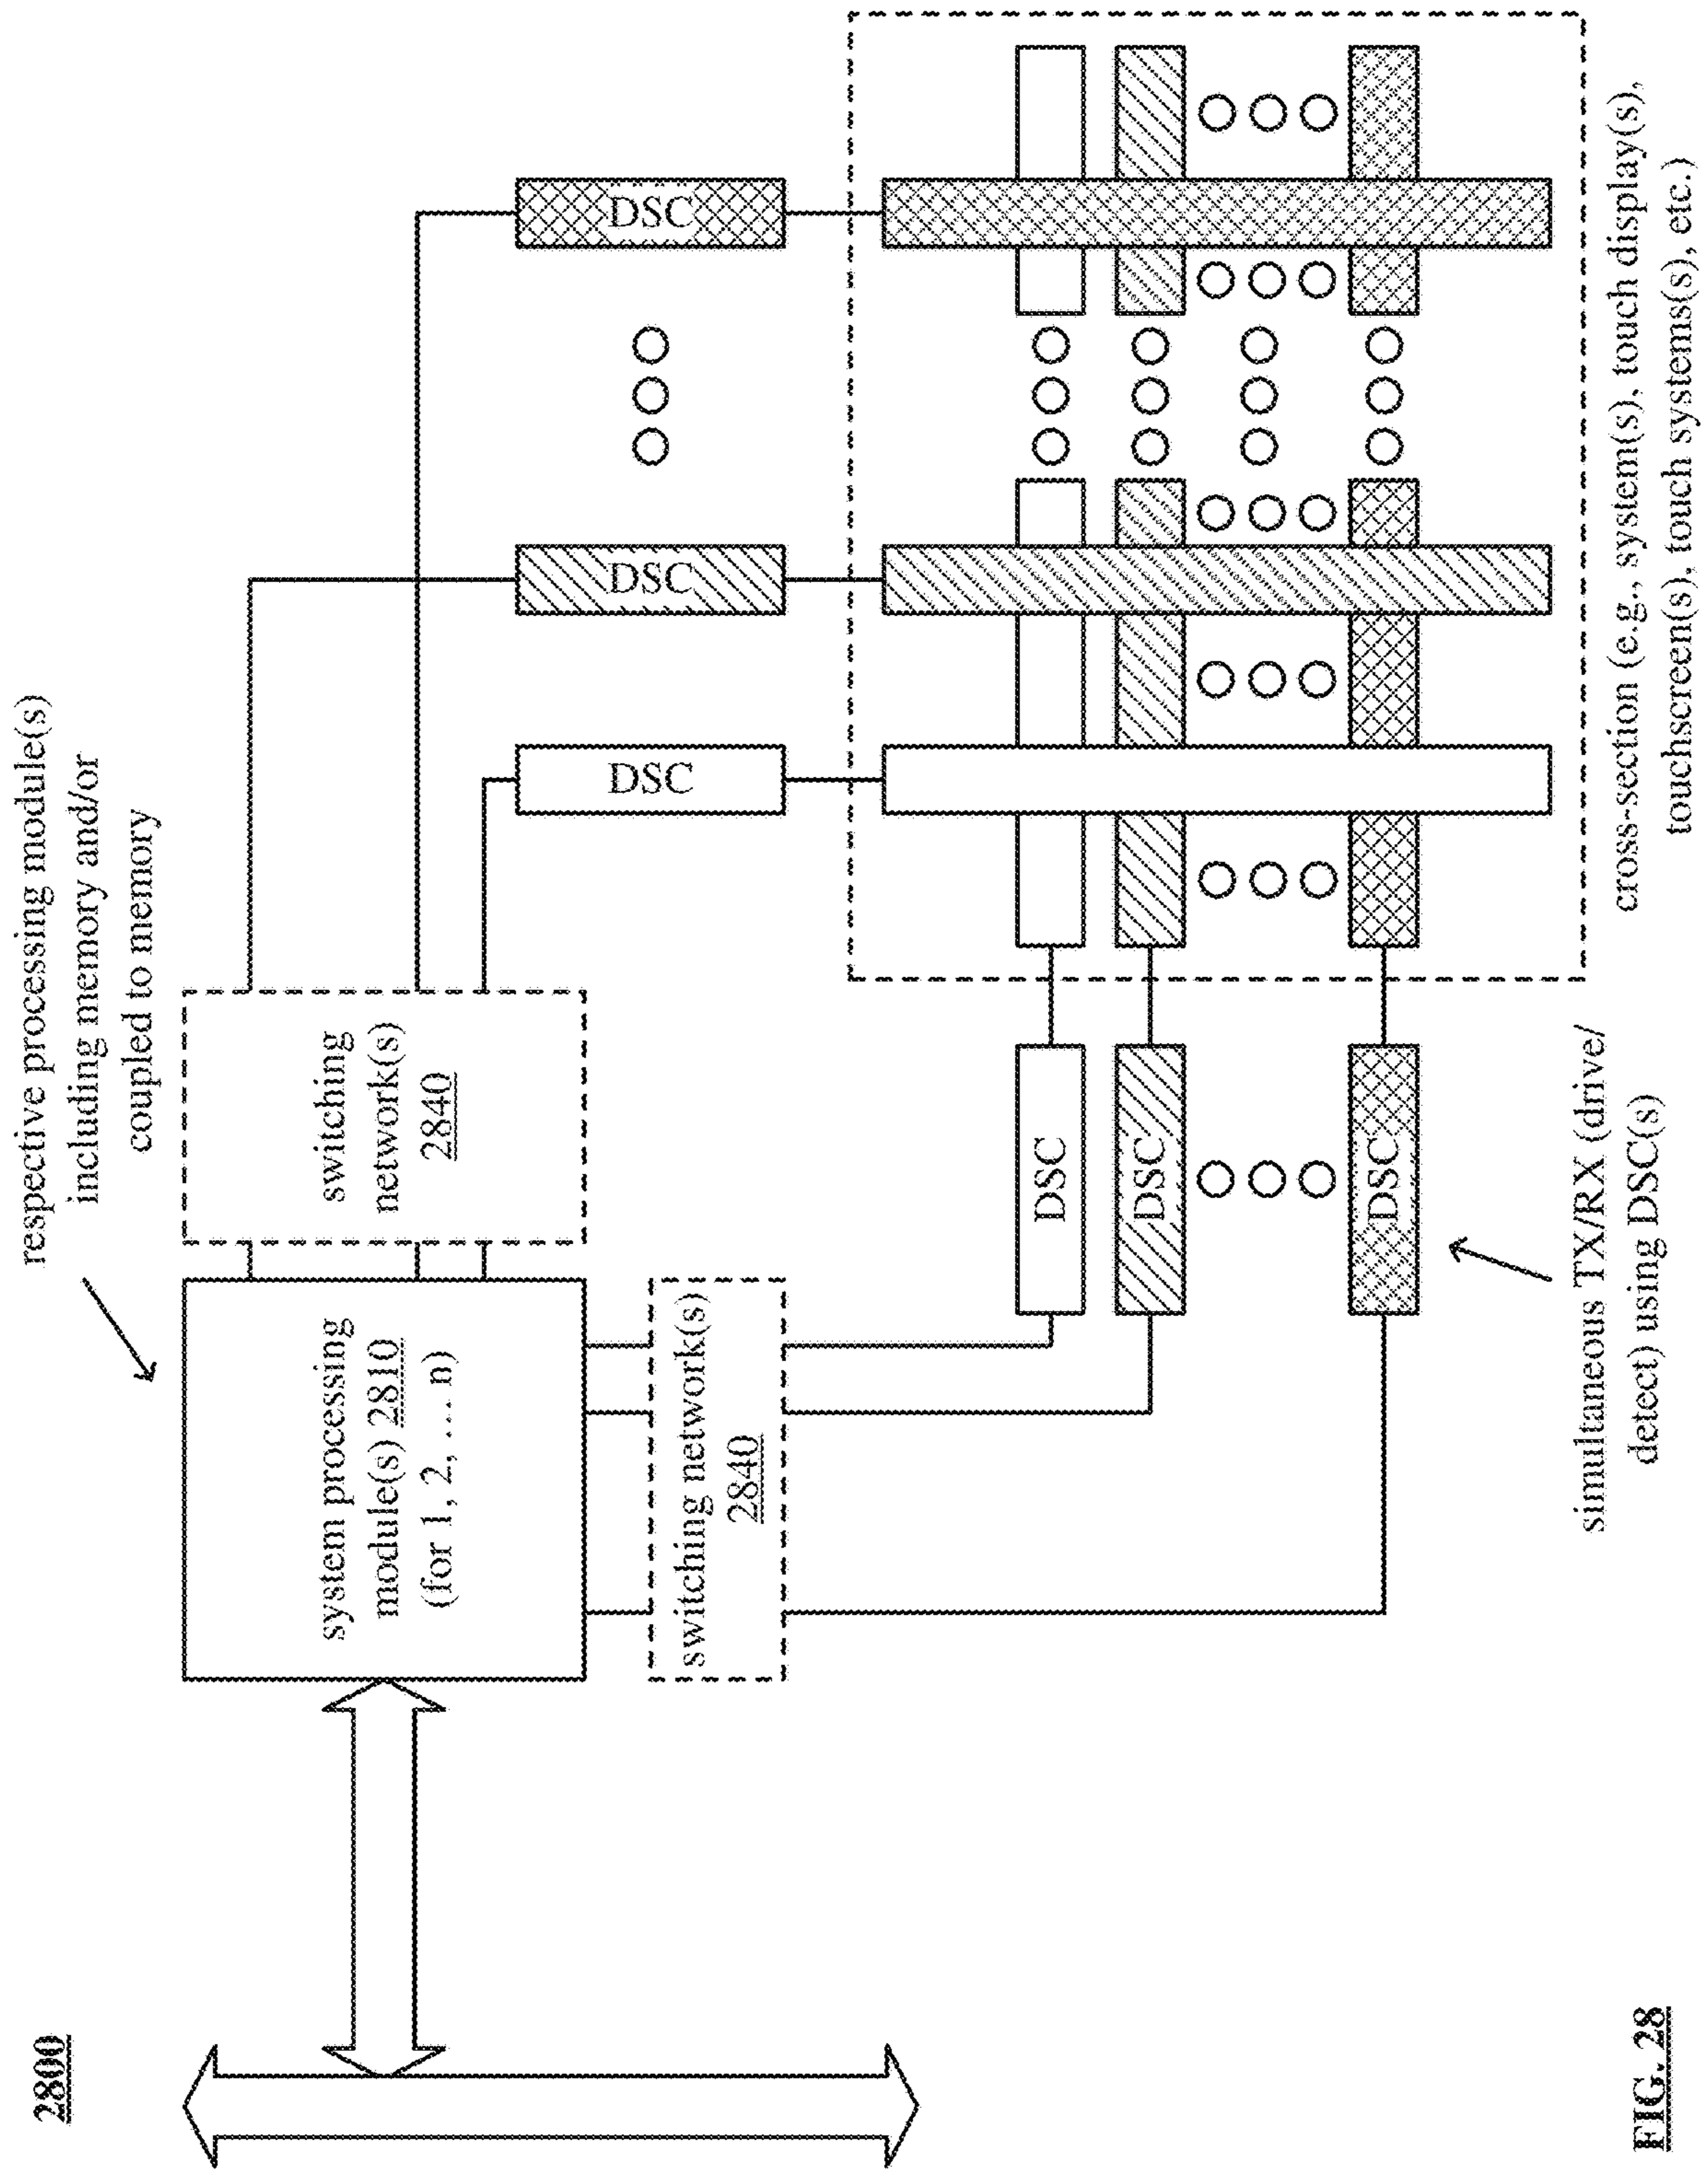 2800
respective processing module(s)
including memory and/or
coupled to memory
system processing
module(s) 2810
(for 1, 2, … n)
switching
network(s)
2840
switching network(s)
2840
DSC
DSC
DSC
DSC
DSC
DSC
simultaneous TX/RX (drive/
detect) using DSC(s)
cross-section (e.g., system(s), touch display(s),
touchscreen(s), touch systems(s), etc.)
FIG. 28